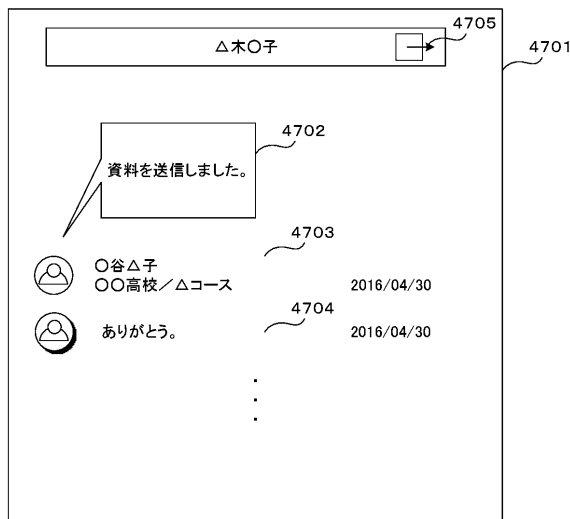 △木○子
4705
4701
4702
資料を送信しました。
4703
○谷△子
○○高校／△コース 2016/04/30
4704
ありがとう。 2016/04/30